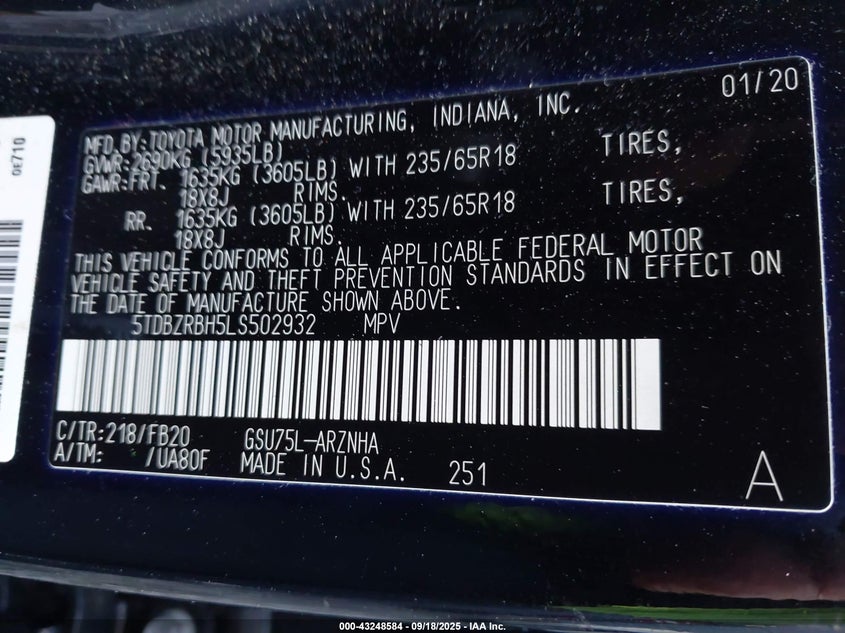 01/20
MFD.BY:TOYOTA MOTOR MANUFACTURING, INDIANA, INC.
GVWR:2690KG (5935LB)
GAWR:FRT. 1635KG (3605LB) WITH 235/65R18 TIRES,
18X8J RIMS.
RR. 1635KG (3605LB) WITH 235/65R18 TIRES,
18X8J RIMS.
THIS VEHICLE CONFORMS TO ALL APPLICABLE FEDERAL MOTOR
VEHICLE SAFETY AND THEFT PREVENTION STANDARDS IN EFFECT ON
THE DATE OF MANUFACTURE SHOWN ABOVE.
5TDBZRBH5LS502932 MPV
C/TR:218/FB20 GSU75L-ARZNHA
A/TM: /UA80F MADE IN U.S.A. 251
A
0E710
000-43248584 - 09/18/2025 - IAA Inc.